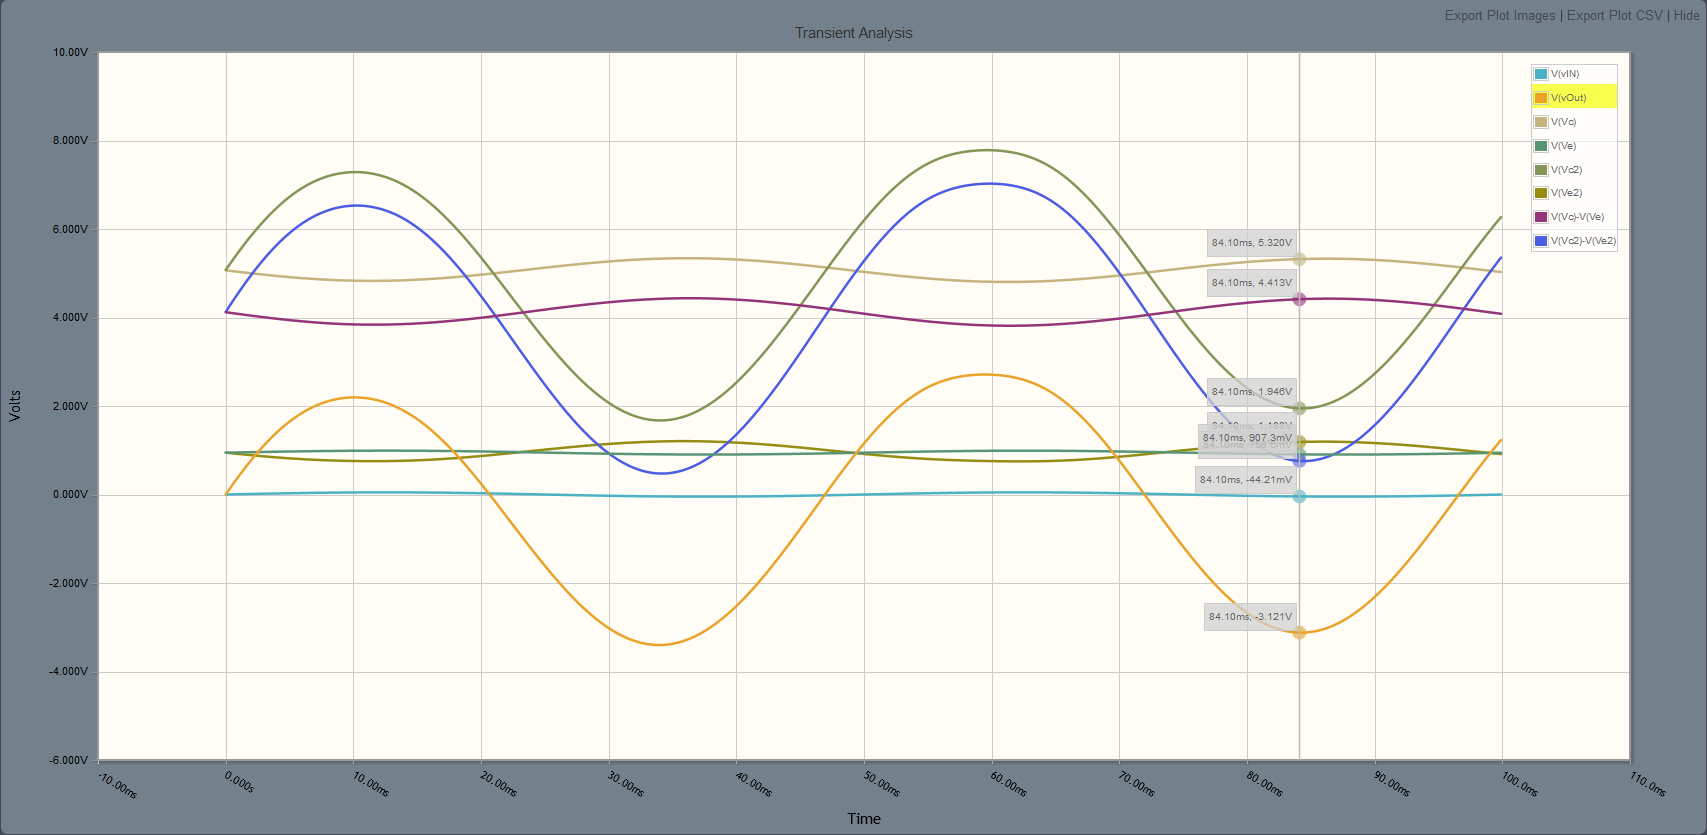 Export Plot Images | Export Plot CSV | Hide
Transient Analysis
10.00V
8.000V
6.000V
4.000V
2.000V
0.000V
-2.000V
-4.000V
-6.000V
Volts
V(vIN)
V(vOut)
V(Vc)
V(Ve)
V(Vc2)
V(Ve2)
V(Vc)-V(Ve)
V(Vc2)-V(Ve2)
84.10ms, 5.320V
84.10ms, 4.413V
84.10ms, 1.946V
84.10ms, 907.3mV
84.10ms, -44.21mV
84.10ms, -3.121V
-10.00ms
0.000s
10.00ms
20.00ms
30.00ms
40.00ms
50.00ms
60.00ms
70.00ms
80.00ms
90.00ms
100.0ms
110.0ms
Time